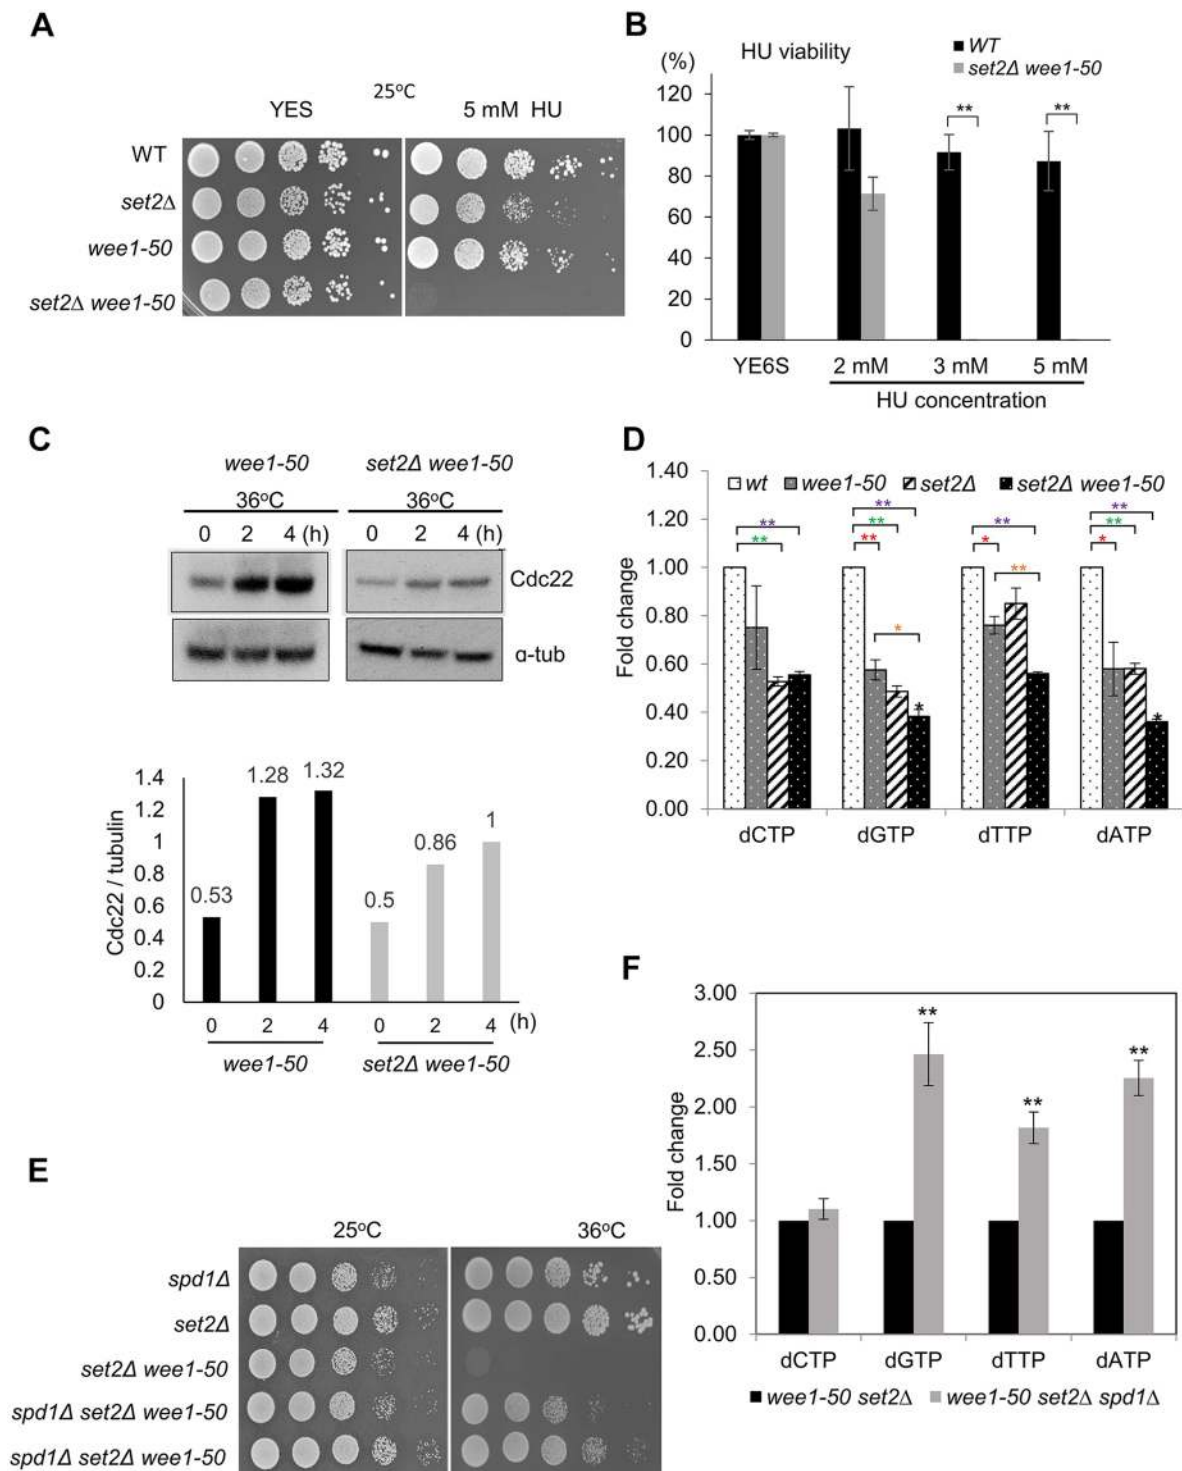 A
25°C
YES 5 mM HU
WT
set2Δ
wee1-50
set2Δ wee1-50
B
(%)
HU viability
WT
set2Δ wee1-50
120
100
80
60
40
20
0
** **
YE6S 2 mM 3 mM 5 mM
HU concentration
C
wee1-50 set2Δ wee1-50
36°C 36°C
0 2 4 (h) 0 2 4 (h)
Cdc22
α-tub
Cdc22 / tubulin
1.4
1.2
1
0.8
0.6
0.4
0.2
0
0.53 1.28 1.32 0.5 0.86 1
0 2 4 0 2 4 (h)
wee1-50 set2Δ wee1-50
D
Fold change
1.40
1.20
1.00
0.80
0.60
0.40
0.20
0.00
wt wee1-50 set2Δ set2Δ wee1-50
** **
** ** ** * *
** * **
** ** * *
dCTP dGTP dTTP dATP
E
25°C 36°C
spd1Δ
set2Δ
set2Δ wee1-50
spd1Δ set2Δ wee1-50
spd1Δ set2Δ wee1-50
F
Fold change
3.00
2.50
2.00
1.50
1.00
0.50
0.00
** ** **
dCTP dGTP dTTP dATP
wee1-50 set2Δ wee1-50 set2Δ spd1Δ